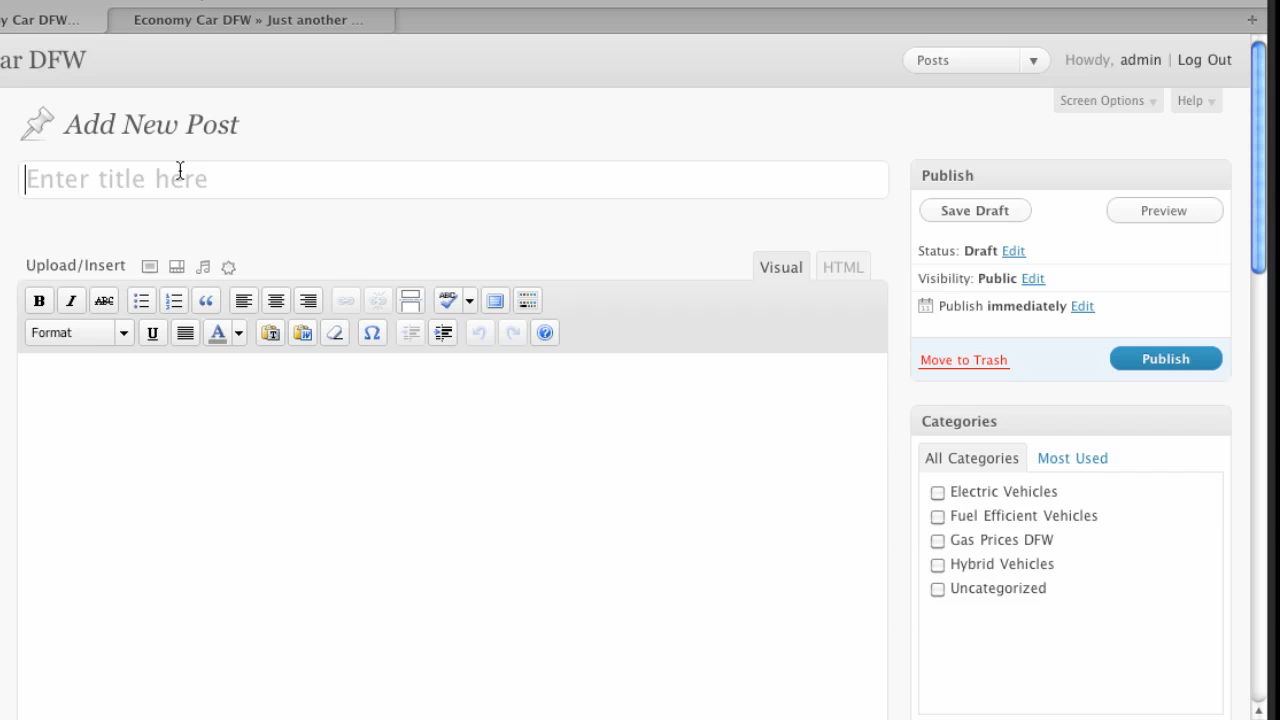 y Car DFW...
Economy Car DFW » Just another ...
ar DFW
Posts
Howdy, admin | Log Out
Screen Options
Help
Add New Post
Enter title here
Upload/Insert
Visual
HTML
B I ABC
ABC
Format
U A
T W Ω ?
Publish
Save Draft
Preview
Status: Draft Edit
Visibility: Public Edit
Publish immediately Edit
Move to Trash
Publish
Categories
All Categories
Most Used
Electric Vehicles
Fuel Efficient Vehicles
Gas Prices DFW
Hybrid Vehicles
Uncategorized